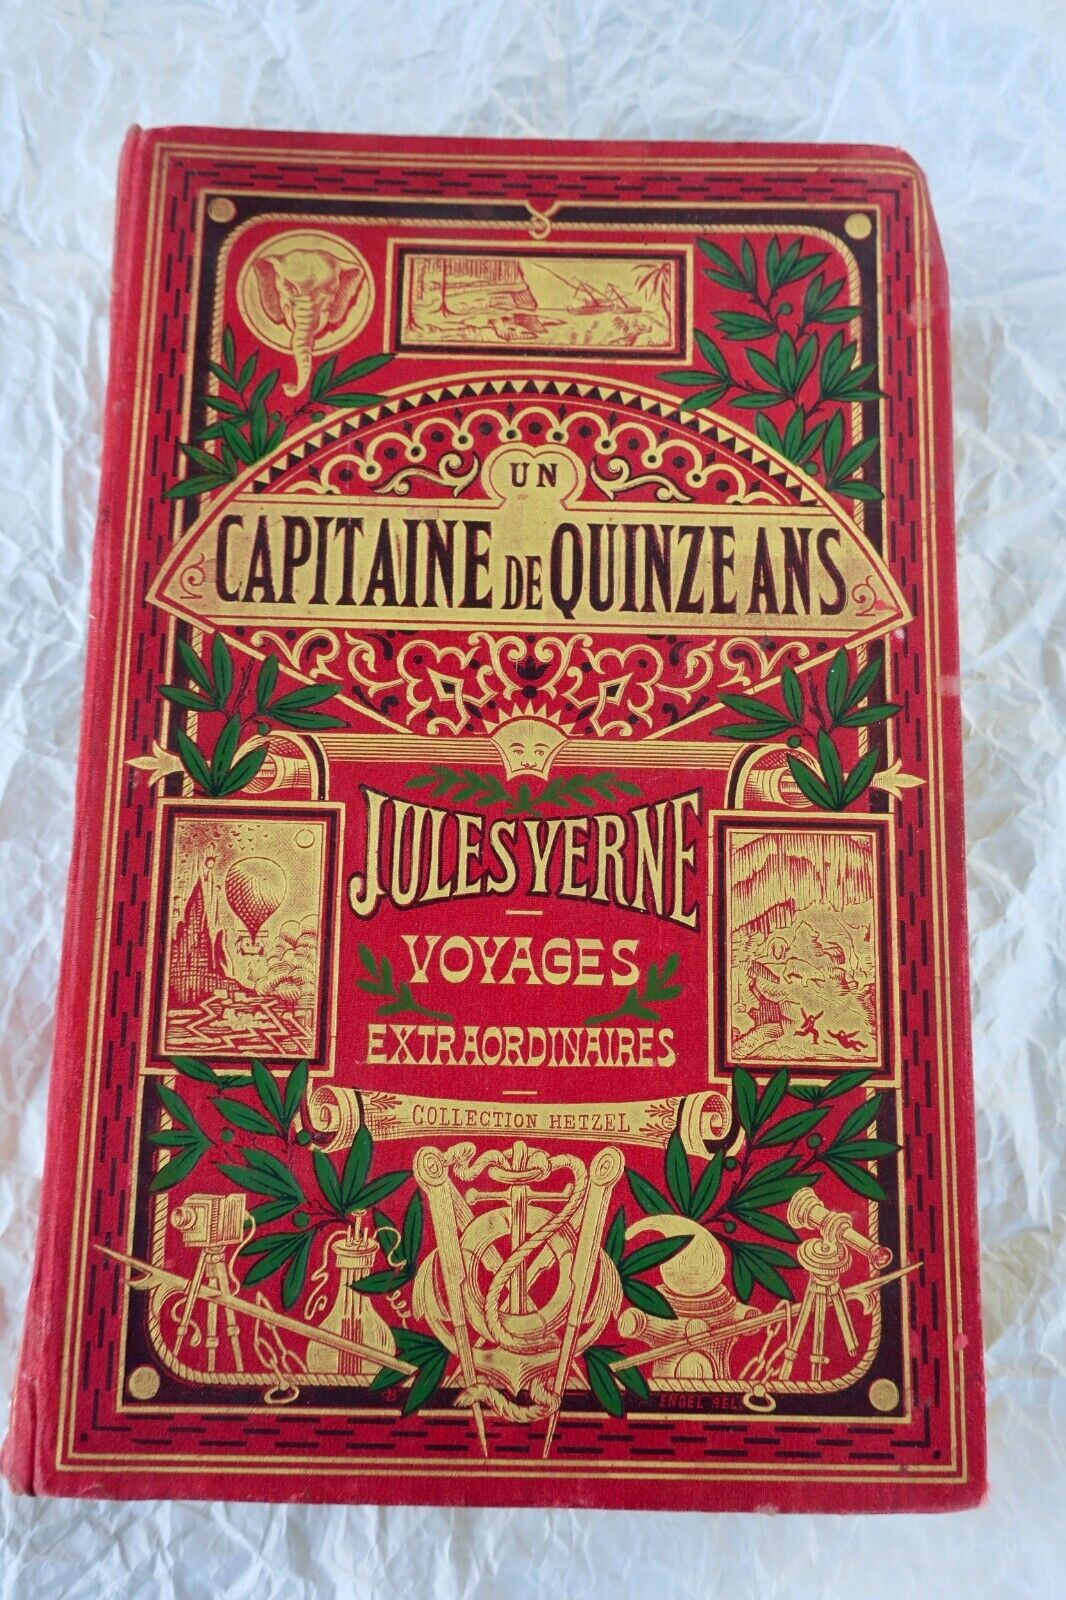 UN
CAPITAINE DE QUINZE ANS
JULES VERNE
VOYAGES
EXTRAORDINAIRES
COLLECTION HETZEL
ENGEL REL.